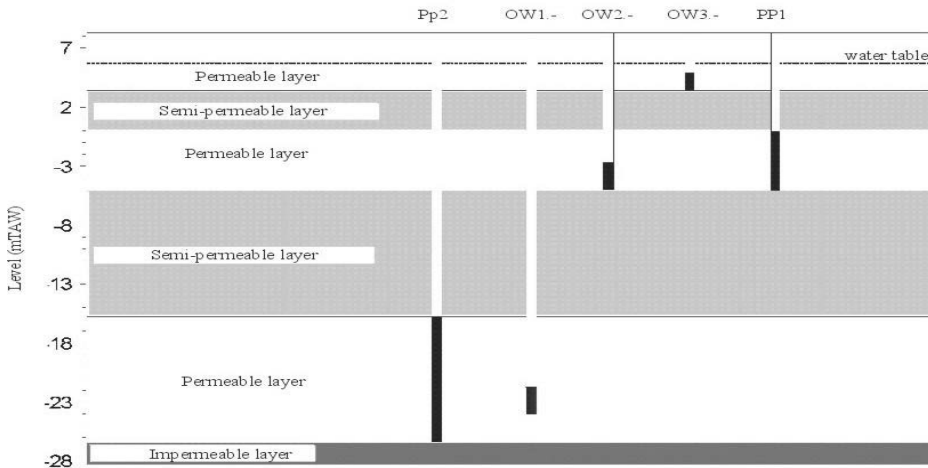 Pp2 OW1.- OW2.- OW3.- PP1
7
water table
Permeable layer
2
Semi-permeable layer
Permeable layer
-3
-8
Semi-permeable layer
Level (mTAW)
-13
-18
Permeable layer
-23
Impermeable layer
-28